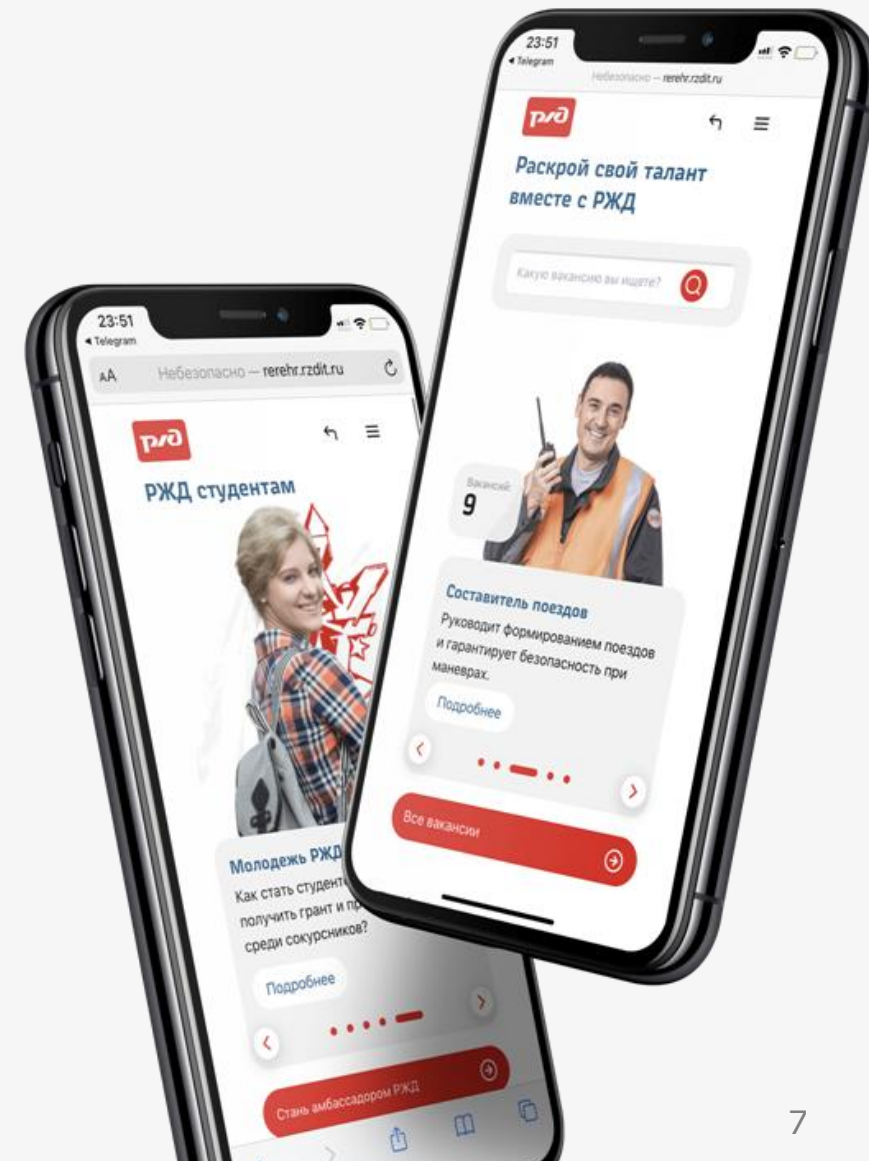 23:51
Telegram
Небезопасно — rerehr.rzdit.ru
ржд
Раскрой свой талант
вместе с РЖД
Какую вакансию вы ищете?
Вакансий:
9
Составитель поездов
Руководит формированием поездов
и гарантирует безопасность при
маневрах.
Подробнее
Все вакансии
23:51
Telegram
AA
Небезопасно — rerehr.rzdit.ru
ржд
РЖД студентам
Молодежь РЖД
Как стать
получить грант и
среди сокурсников?
Подробнее
Стань амбассадором РЖД
7